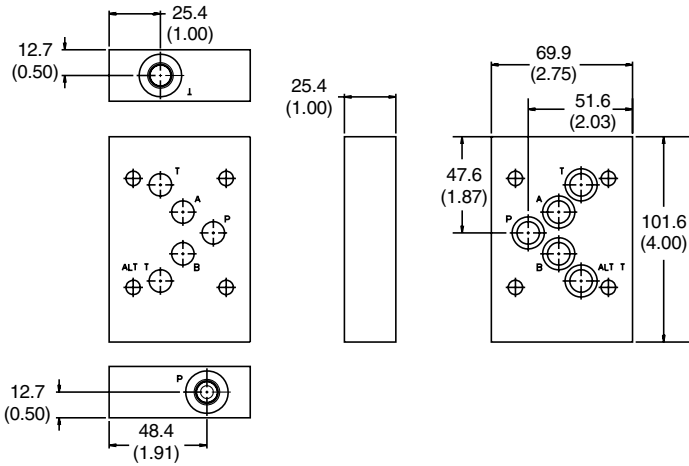 25.4
(1.00)
12.7
(0.50)
T
25.4
(1.00)
69.9
(2.75)
51.6
(2.03)
47.6
(1.87)
101.6
(4.00)
T
A
P
B
ALT T
T
A
P
B
ALT T
P
12.7
(0.50)
48.4
(1.91)